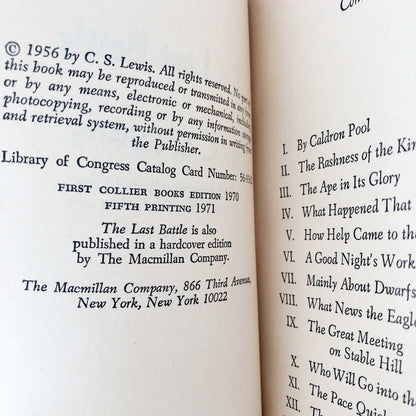 © 1956 by C. S. Lewis. All rights reserved. No part of
this book may be reproduced or transmitted in any form
or by any means, electronic or mechanical, including
photocopying, recording or by any information storage
and retrieval system, without permission in writing from
the Publisher.
Library of Congress Catalog Card Number: 56-
FIRST COLLIER BOOKS EDITION 1970
FIFTH PRINTING 1971
The Last Battle is also
published in a hardcover edition
by The Macmillan Company.
The Macmillan Company, 866 Third Avenue,
New York, New York 10022
I. By Caldron Pool
II. The Rashness of the Kin
III. The Ape in Its Glory
IV. What Happened That
V. How Help Came to the
VI. A Good Night's Work
VII. Mainly About Dwarfs
VIII. What News the Eagle
IX. The Great Meeting
on Stable Hill
X. Who Will Go into the
XI. The Pace Quick
XII. The